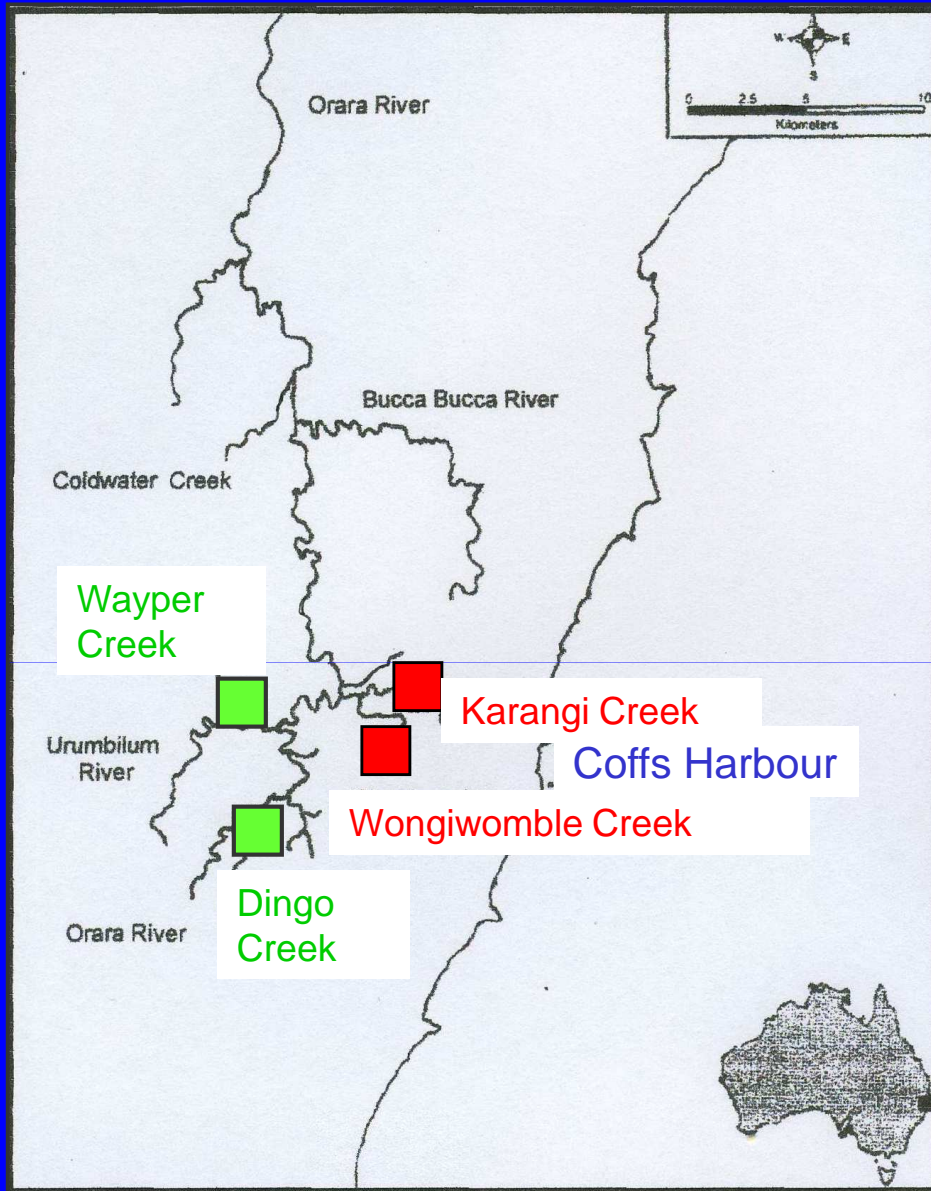 W E
S
0 2.5 5 10
Kilometers
Orara River
Bucca Bucca River
Coldwater Creek
Wayper
Creek
Karangi Creek
Urumbilum
River
Coffs Harbour
Wongiwomble Creek
Dingo
Creek
Orara River